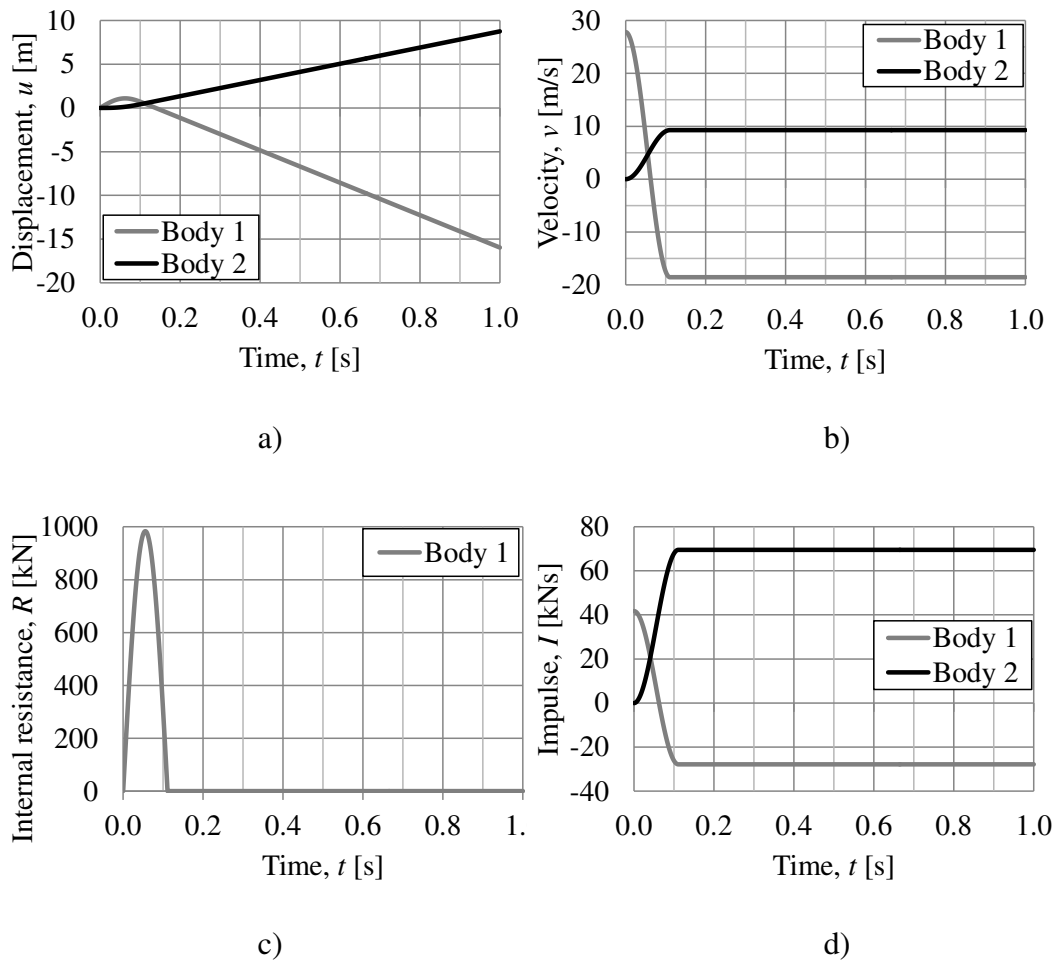 10
5
0
-5
-10
-15
-20
Displacement, u [m]
Body 1
Body 2
0.0 0.2 0.4 0.6 0.8 1.0
Time, t [s]
a)
30
20
10
0
-10
-20
Velocity, v [m/s]
Body 1
Body 2
0.0 0.2 0.4 0.6 0.8 1.0
Time, t [s]
b)
1000
800
600
400
200
0
Internal resistance, R [kN]
Body 1
0.0 0.2 0.4 0.6 0.8 1.
Time, t [s]
c)
80
60
40
20
0
-20
-40
Impulse, I [kNs]
Body 1
Body 2
0.0 0.2 0.4 0.6 0.8 1.0
Time, t [s]
d)